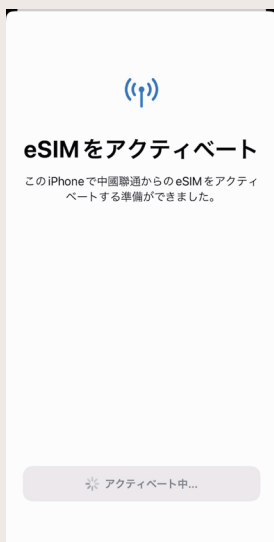 eSIMをアクティベート
このiPhoneで中國聯通からのeSIMをアクティ
ベートする準備ができました。
アクティベート中...